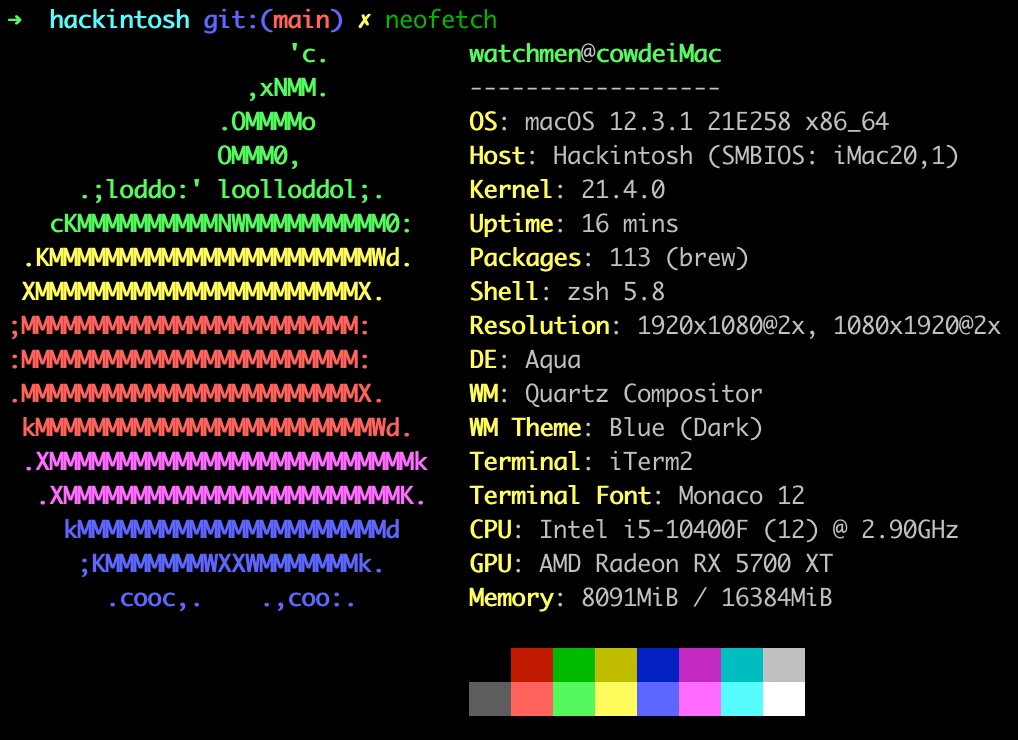 ➜  hackintosh git:(main) ✗ neofetch
                    'c.          watchmen@cowdeiMac
                 ,xNMM.          ------------------
               .OMMMMo           OS: macOS 12.3.1 21E258 x86_64
               OMMM0,            Host: Hackintosh (SMBIOS: iMac20,1)
     .;loddo:' loolloddol;.      Kernel: 21.4.0
   cKMMMMMMMMMMNWMMMMMMMMMM0:    Uptime: 16 mins
 .KMMMMMMMMMMMMMMMMMMMMMMMWd.    Packages: 113 (brew)
 XMMMMMMMMMMMMMMMMMMMMMMMX.      Shell: zsh 5.8
;MMMMMMMMMMMMMMMMMMMMMMMM:       Resolution: 1920x1080@2x, 1080x1920@2x
:MMMMMMMMMMMMMMMMMMMMMMMM:       DE: Aqua
.MMMMMMMMMMMMMMMMMMMMMMMMX.      WM: Quartz Compositor
 kMMMMMMMMMMMMMMMMMMMMMMMMWd.    WM Theme: Blue (Dark)
 .XMMMMMMMMMMMMMMMMMMMMMMMMMMk   Terminal: iTerm2
  .XMMMMMMMMMMMMMMMMMMMMMMMMK.   Terminal Font: Monaco 12
    kMMMMMMMMMMMMMMMMMMMMMMd     CPU: Intel i5-10400F (12) @ 2.90GHz
     ;KMMMMMMMWXXWMMMMMMMk.      GPU: AMD Radeon RX 5700 XT
       .cooc,.    .,coo:.        Memory: 8091MiB / 16384MiB